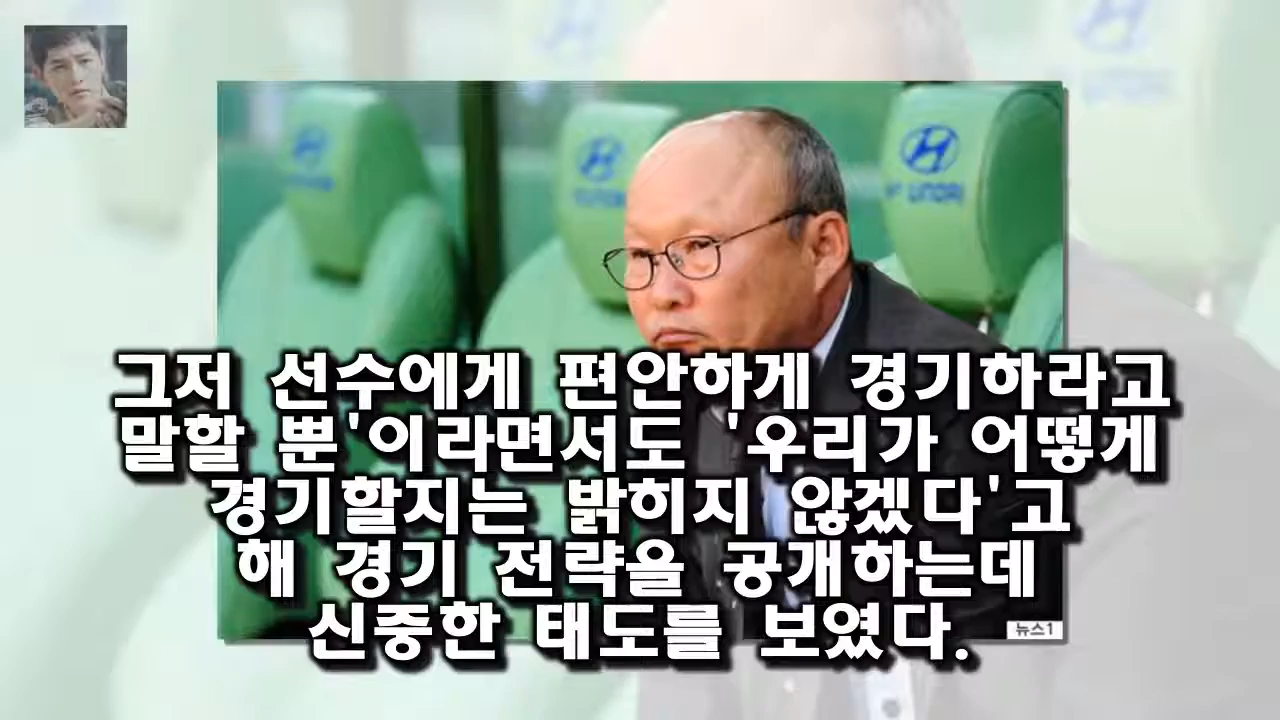 HYUNDAI
그저 선수에게 편안하게 경기하라고
말할 뿐'이라면서도 '우리가 어떻게
경기할지는 밝히지 않겠다'고
해 경기 전략을 공개하는데
신중한 태도를 보였다.
뉴스1